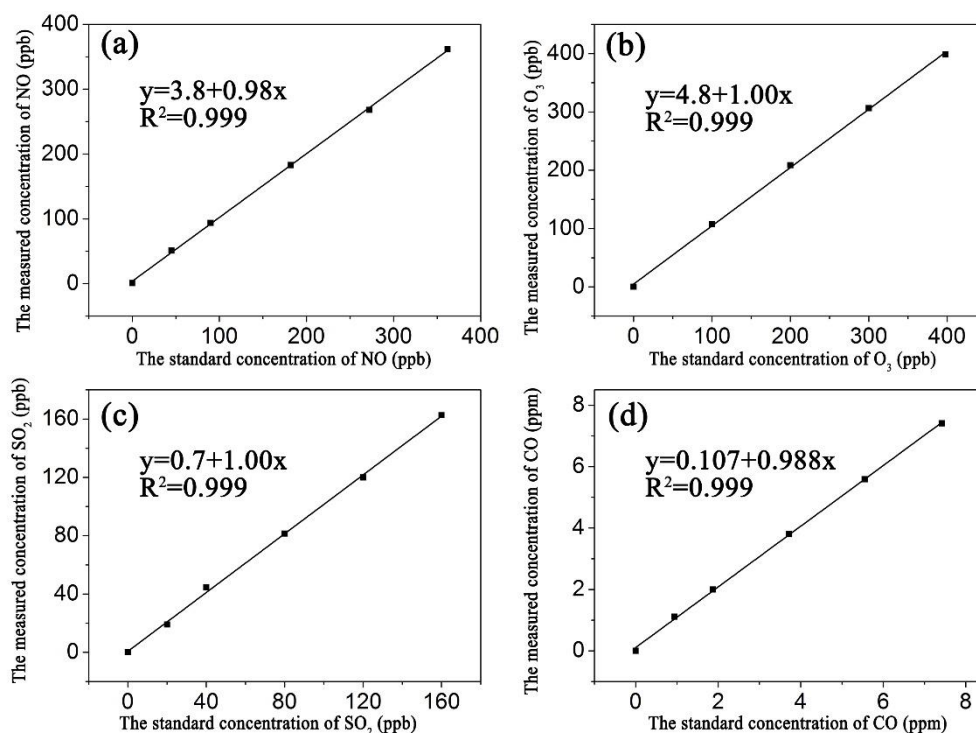 (a)
y=3.8+0.98x
R²=0.999
The measured concentration of NO (ppb)
400
300
200
100
0
0 100 200 300 400
The standard concentration of NO (ppb)
(b)
y=4.8+1.00x
R²=0.999
The measured concentration of O₃ (ppb)
400
300
200
100
0
0 100 200 300 400
The standard concentration of O₃ (ppb)
(c)
y=0.7+1.00x
R²=0.999
The measured concentration of SO₂ (ppb)
160
120
80
40
0
0 40 80 120 160
The standard concentration of SO₂ (ppb)
(d)
y=0.107+0.988x
R²=0.999
The measured concentration of CO (ppm)
8
6
4
2
0
0 2 4 6 8
The standard concentration of CO (ppm)